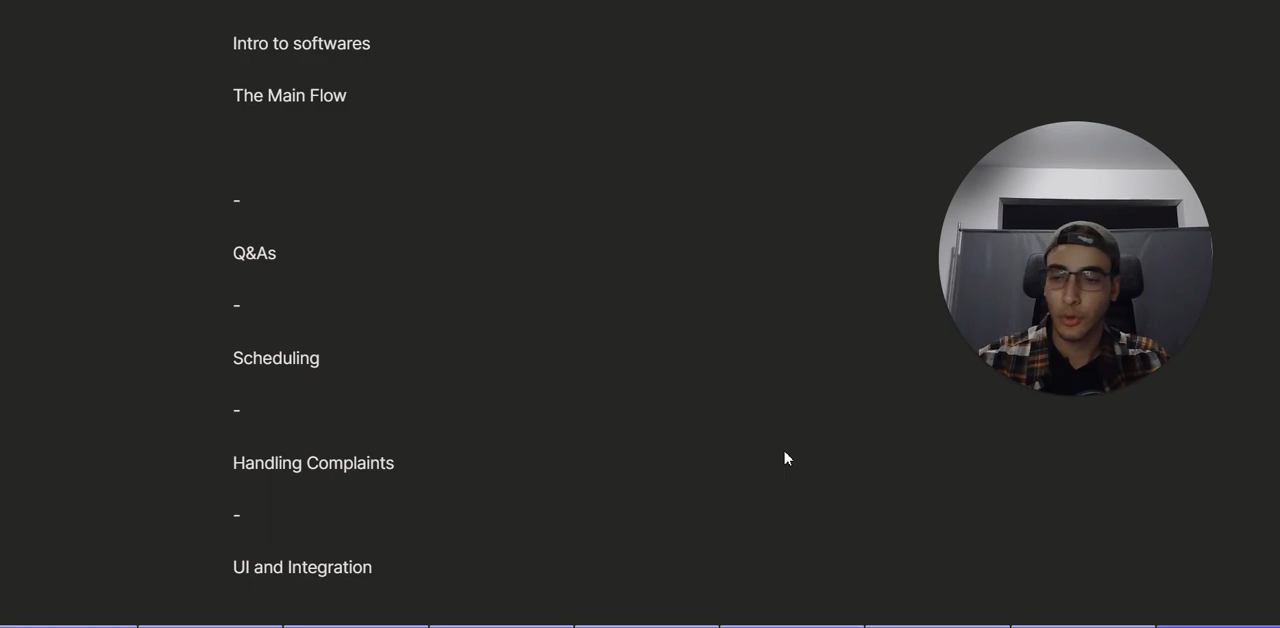 Intro to softwares
The Main Flow
-
Q&As
-
Scheduling
-
Handling Complaints
-
UI and Integration